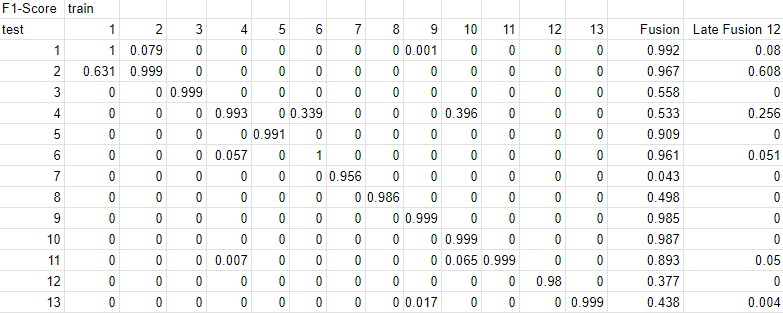 F1-Score train
test 1 2 3 4 5 6 7 8 9 10 11 12 13 Fusion Late Fusion 12
1 1 0.079 0 0 0 0 0 0 0.001 0 0 0 0 0.992 0.08
2 0.631 0.999 0 0 0 0 0 0 0 0 0 0 0 0.967 0.608
3 0 0 0.999 0 0 0 0 0 0 0 0 0 0 0.558 0
4 0 0 0 0.993 0 0.339 0 0 0 0.396 0 0 0 0.533 0.256
5 0 0 0 0 0.991 0 0 0 0 0 0 0 0 0.909 0
6 0 0 0 0.057 0 1 0 0 0 0 0 0 0 0.961 0.051
7 0 0 0 0 0 0 0.956 0 0 0 0 0 0 0.043 0
8 0 0 0 0 0 0 0 0.986 0 0 0 0 0 0.498 0
9 0 0 0 0 0 0 0 0 0.999 0 0 0 0 0.985 0
10 0 0 0 0 0 0 0 0 0 0.999 0 0 0 0.987 0
11 0 0 0 0.007 0 0 0 0 0 0.065 0.999 0 0 0.893 0.05
12 0 0 0 0 0 0 0 0 0 0 0 0.98 0 0.377 0
13 0 0 0 0 0 0 0 0 0.017 0 0 0 0.999 0.438 0.004